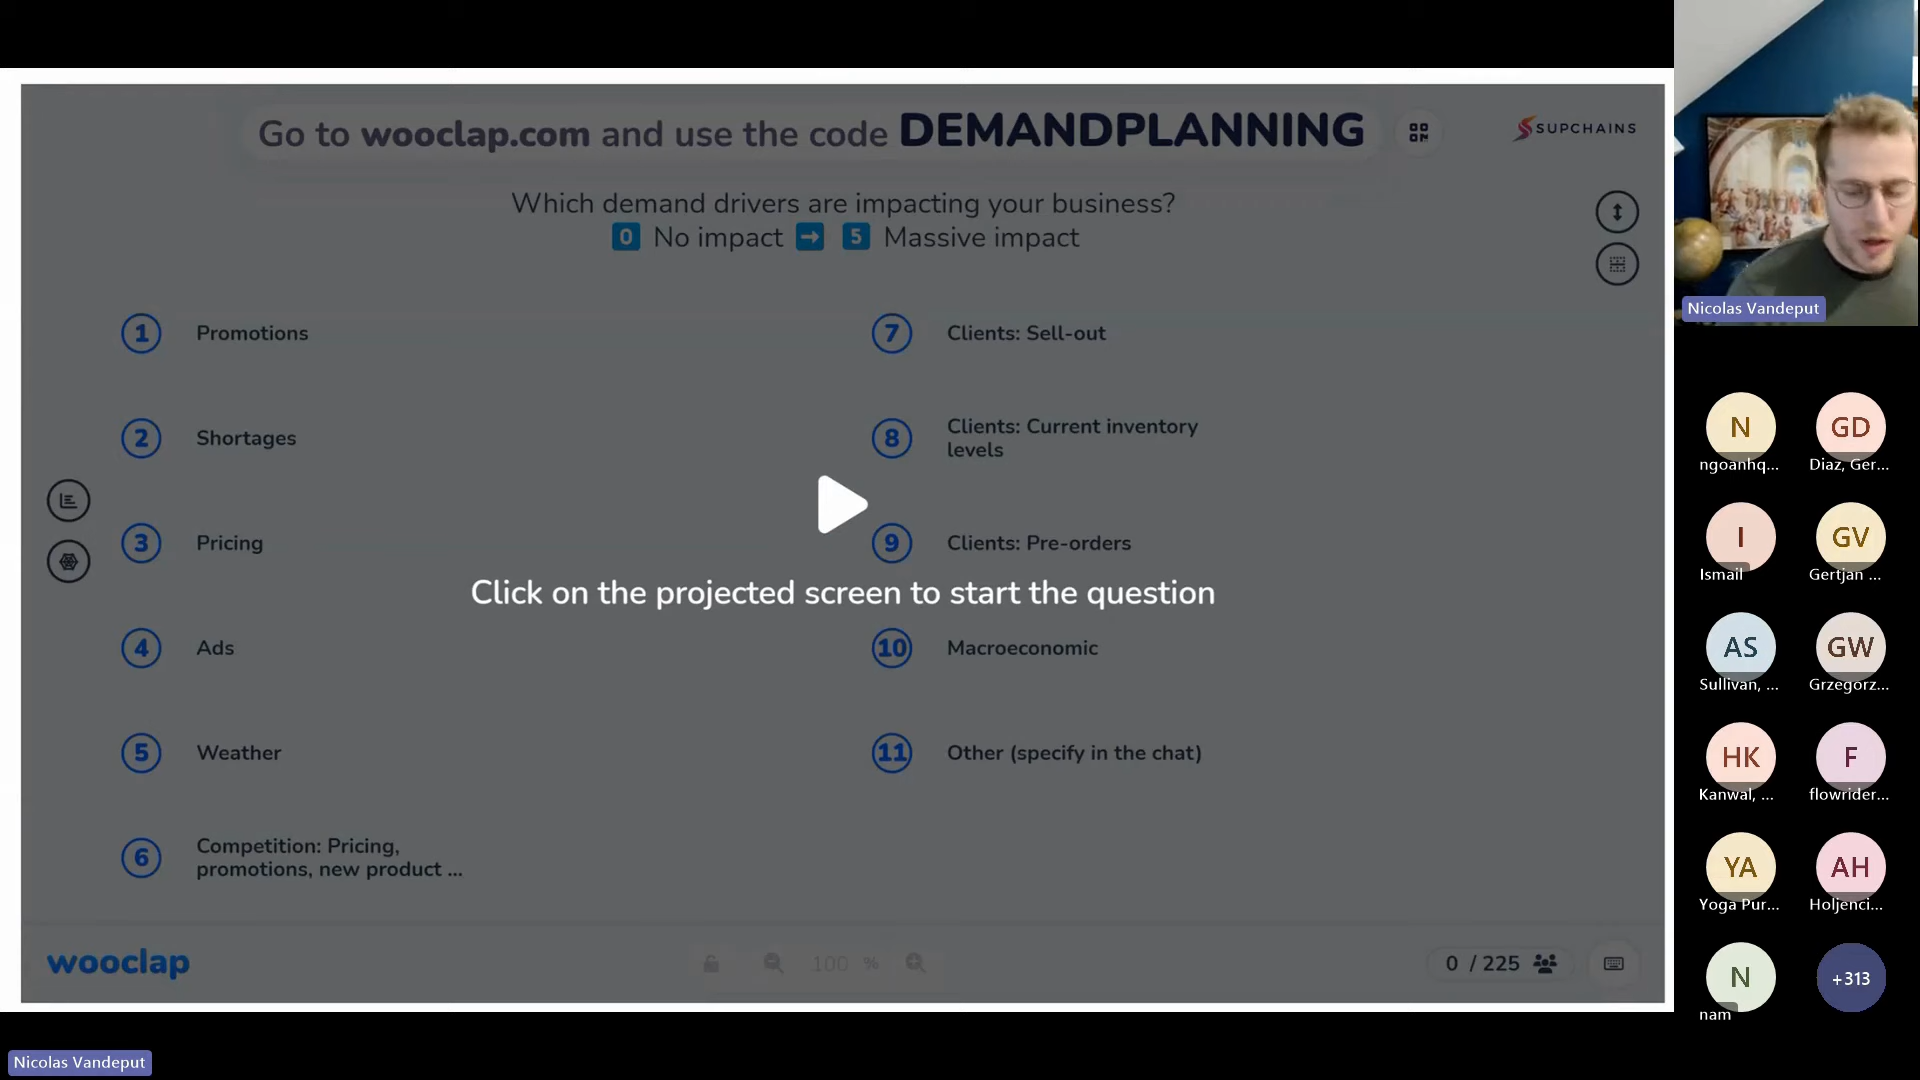 Go to wooclap.com and use the code DEMANDPLANNING
SUPCHAINS
Which demand drivers are impacting your business?
0 No impact ➡ 5 Massive impact
1 Promotions
2 Shortages
3 Pricing
4 Ads
5 Weather
6 Competition: Pricing,
promotions, new product ...
7 Clients: Sell-out
8 Clients: Current inventory
levels
9 Clients: Pre-orders
10 Macroeconomic
11 Other (specify in the chat)
Click on the projected screen to start the question
wooclap
100 %
0 / 225
Nicolas Vandeput
N
ngoanhq...
GD
Diaz, Ger...
I
Ismail
GV
Gertjan ...
AS
Sullivan, ...
GW
Grzegorz...
HK
Kanwal, ...
F
flowrider...
YA
Yoga Pur...
AH
Holjenci...
N
nam
+313
Nicolas Vandeput